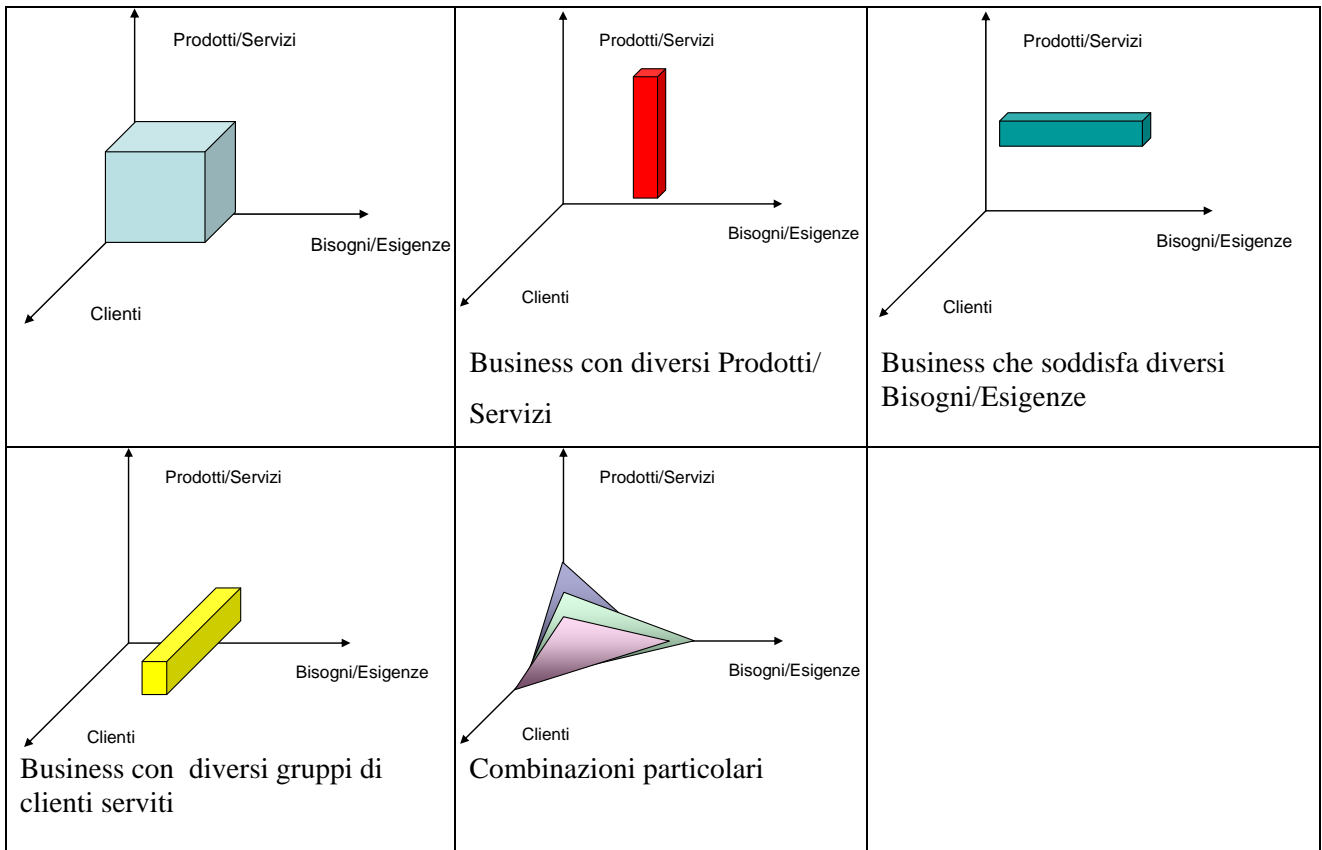 Prodotti/Servizi
Bisogni/Esigenze
Clienti
Prodotti/Servizi
Bisogni/Esigenze
Clienti
Business con diversi Prodotti/
Servizi
Prodotti/Servizi
Bisogni/Esigenze
Clienti
Business che soddisfa diversi
Bisogni/Esigenze
Prodotti/Servizi
Bisogni/Esigenze
Clienti
Business con diversi gruppi di
clienti serviti
Prodotti/Servizi
Bisogni/Esigenze
Clienti
Combinazioni particolari